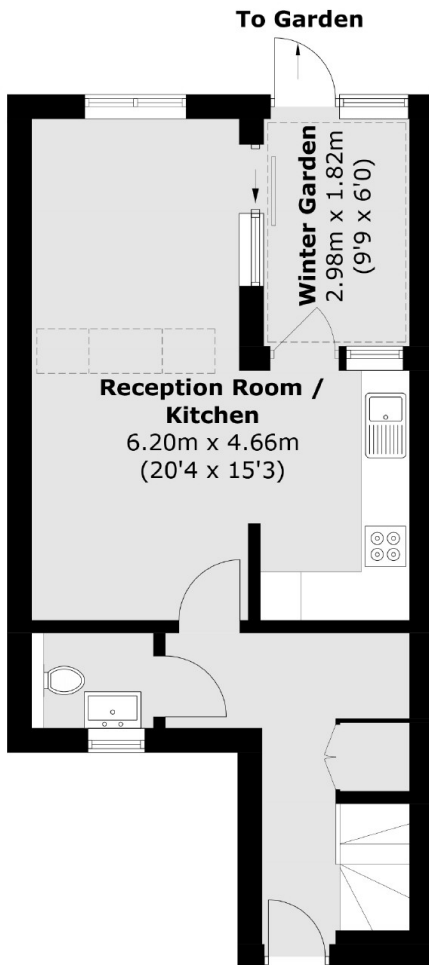 To Garden
Winter Garden
2.98m x 1.82m
(9'9 x 6'0)
Reception Room /
Kitchen
6.20m x 4.66m
(20'4 x 15'3)